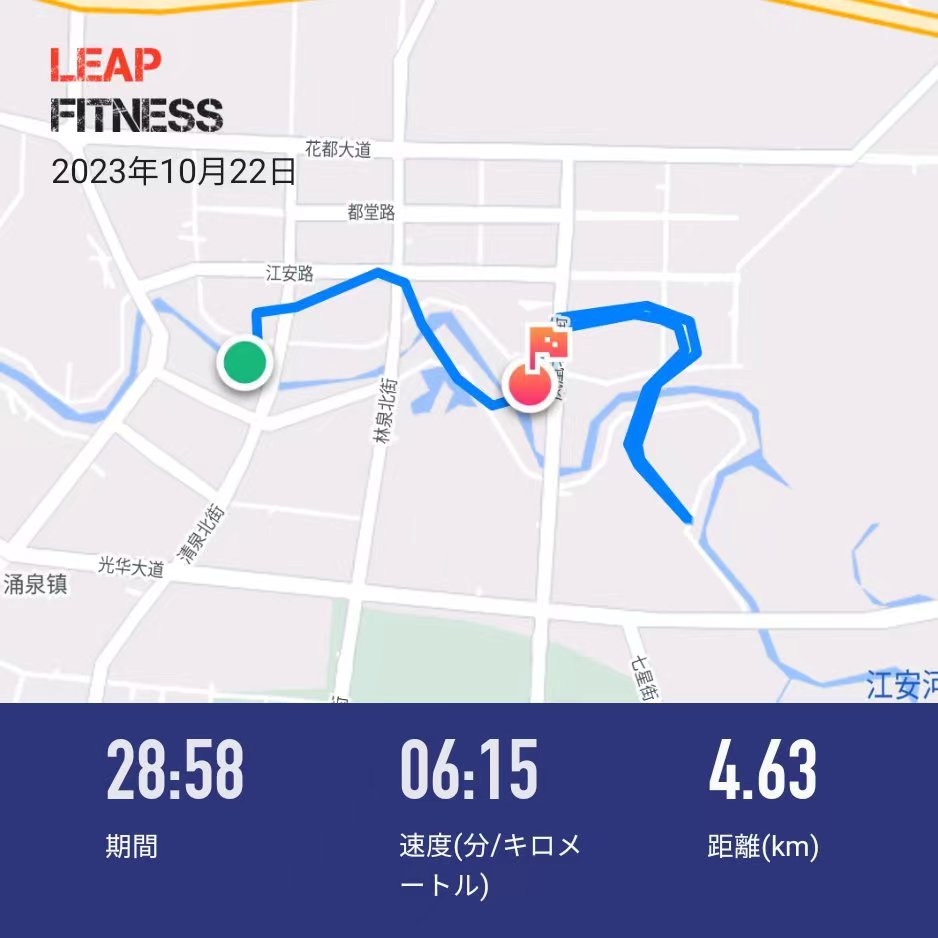 LEAP
FITNESS
2023年10月22日
花都大道
都堂路
江安路
林泉北街
清泉北街
光华大道
涌泉镇
七星街
江安河
28:58
06:15
4.63
期間
速度(分/キロメ
ートル)
距離(km)